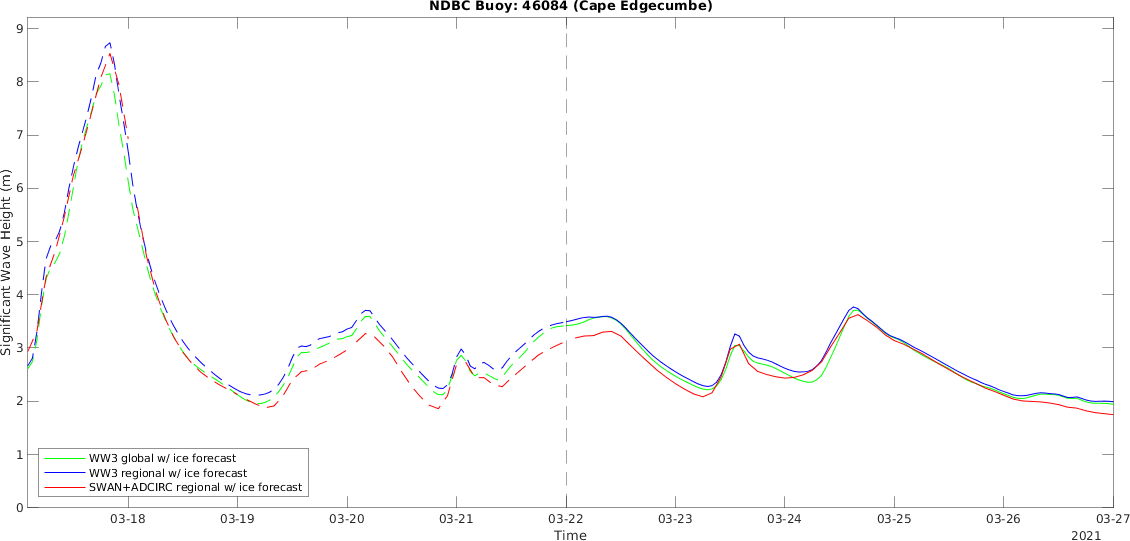 NDBC Buoy: 46084 (Cape Edgecumbe)
Significant Wave Height (m)
9
8
7
6
5
4
3
2
1
0
WW3 global w/ ice forecast
WW3 regional w/ ice forecast
SWAN+ADCIRC regional w/ ice forecast
03-18 03-19 03-20 03-21 03-22 03-23 03-24 03-25 03-26 03-27
Time
2021